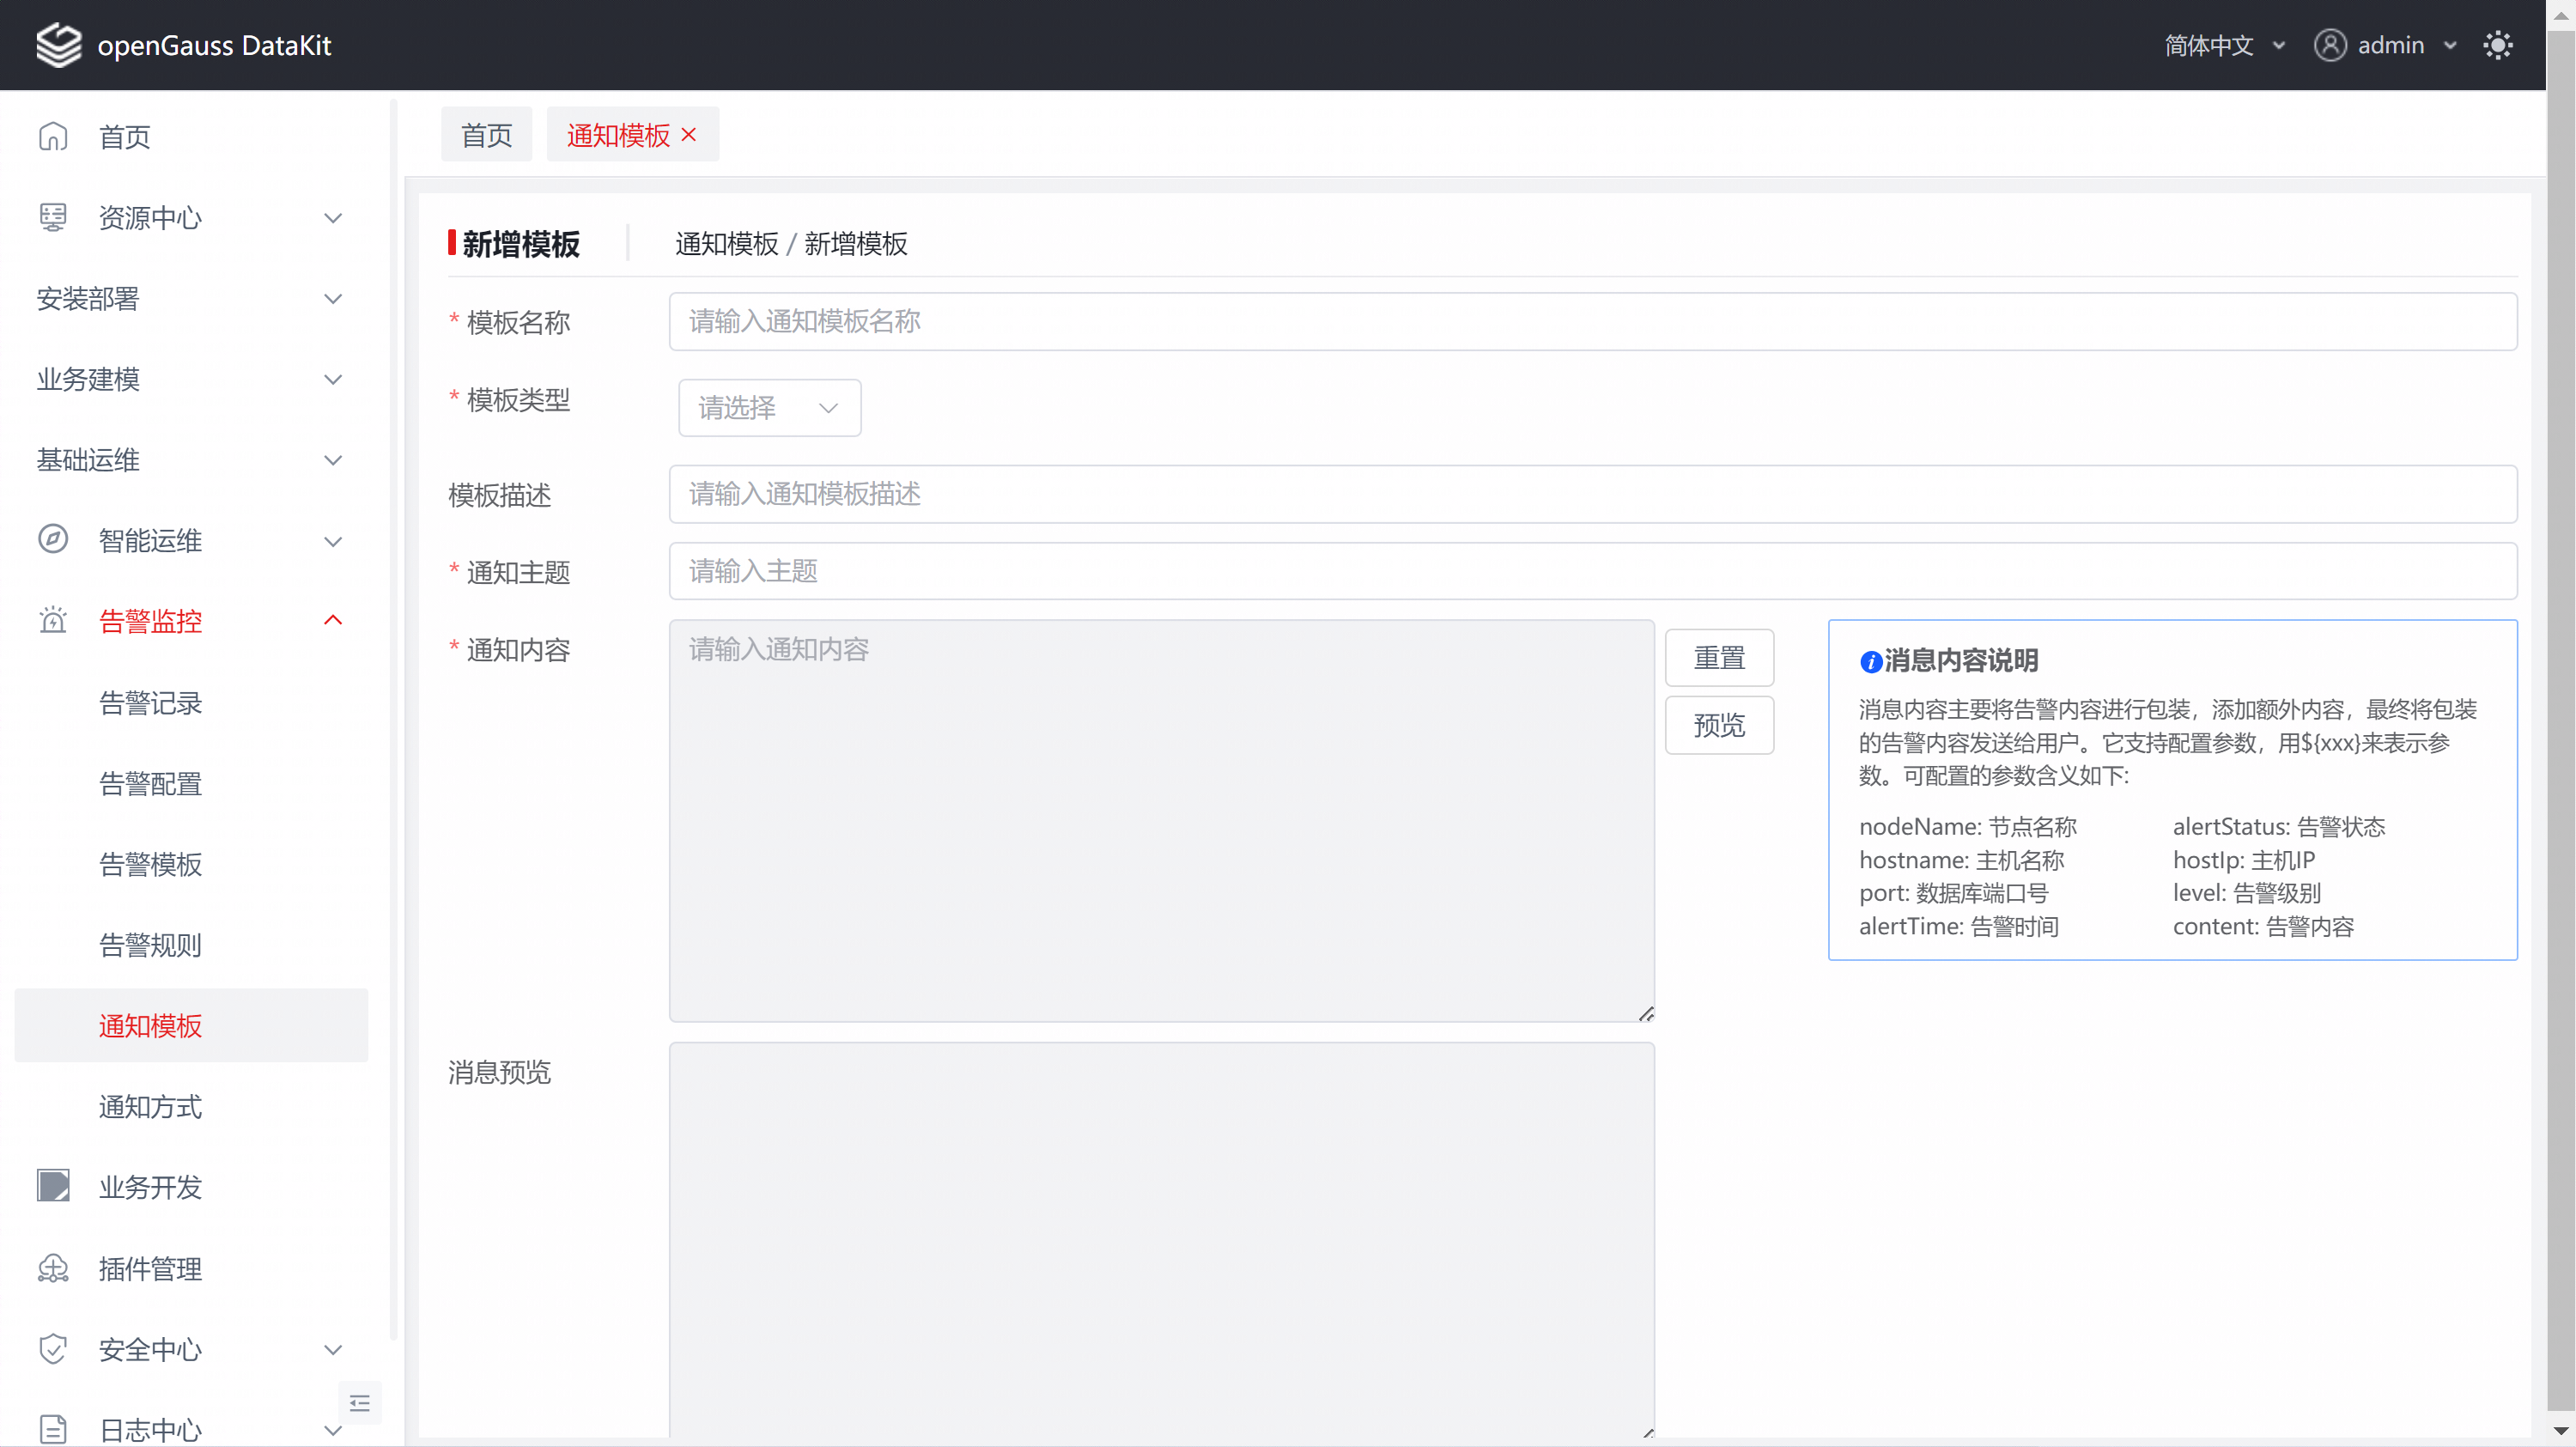 openGauss DataKit
简体中文
admin
首页
资源中心
安装部署
业务建模
基础运维
智能运维
告警监控
告警记录
告警配置
告警模板
告警规则
通知模板
通知方式
业务开发
插件管理
安全中心
日志中心
首页
通知模板
新增模板
通知模板 / 新增模板
* 模板名称
请输入通知模板名称
* 模板类型
请选择
模板描述
请输入通知模板描述
* 通知主题
请输入主题
* 通知内容
请输入通知内容
重置
预览
消息内容说明
消息内容主要将告警内容进行包装，添加额外内容，最终将包装
的告警内容发送给用户。它支持配置参数，用${xxx}来表示参
数。可配置的参数含义如下:
nodeName: 节点名称
alertStatus: 告警状态
hostname: 主机名称
hostIp: 主机IP
port: 数据库端口号
level: 告警级别
alertTime: 告警时间
content: 告警内容
消息预览